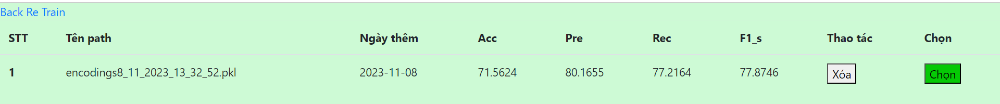 Back Re Train
STT Tên path Ngày thêm Acc Pre Rec F1_s Thao tác Chọn
1 encodings8_11_2023_13_32_52.pkl 2023-11-08 71.5624 80.1655 77.2164 77.8746 Xóa Chọn